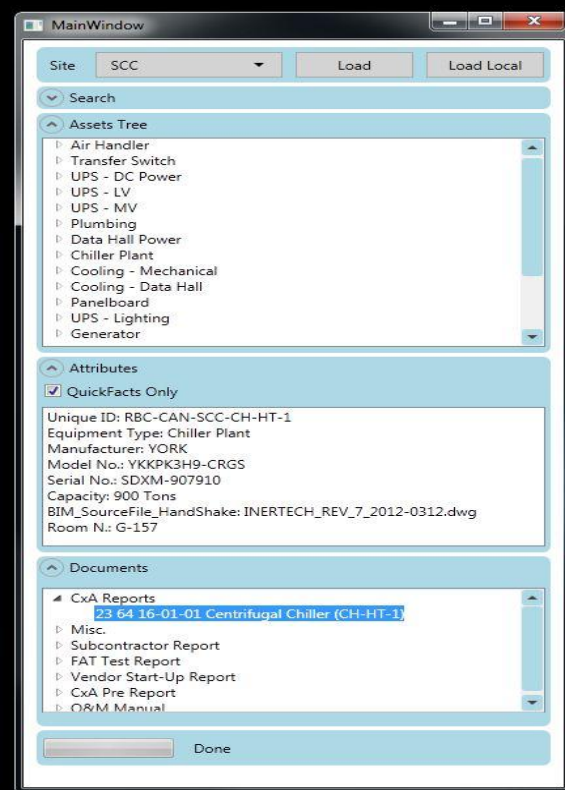 MainWindow
Site SCC Load Load Local
Search
Assets Tree
Air Handler
Transfer Switch
UPS - DC Power
UPS - LV
UPS - MV
Plumbing
Data Hall Power
Chiller Plant
Cooling - Mechanical
Cooling - Data Hall
Panelboard
UPS - Lighting
Generator
Attributes
QuickFacts Only
Unique ID: RBC-CAN-SCC-CH-HT-1
Equipment Type: Chiller Plant
Manufacturer: YORK
Model No.: YKKPK3H9-CRGS
Serial No.: SDXM-907910
Capacity: 900 Tons
BIM_SourceFile_HandShake: INERTECH_REV_7_2012-0312.dwg
Room N.: G-157
Documents
CxA Reports
23 64 16-01-01 Centrifugal Chiller (CH-HT-1)
Misc.
Subcontractor Report
FAT Test Report
Vendor Start-Up Report
CxA Pre Report
O&M Manual
Done